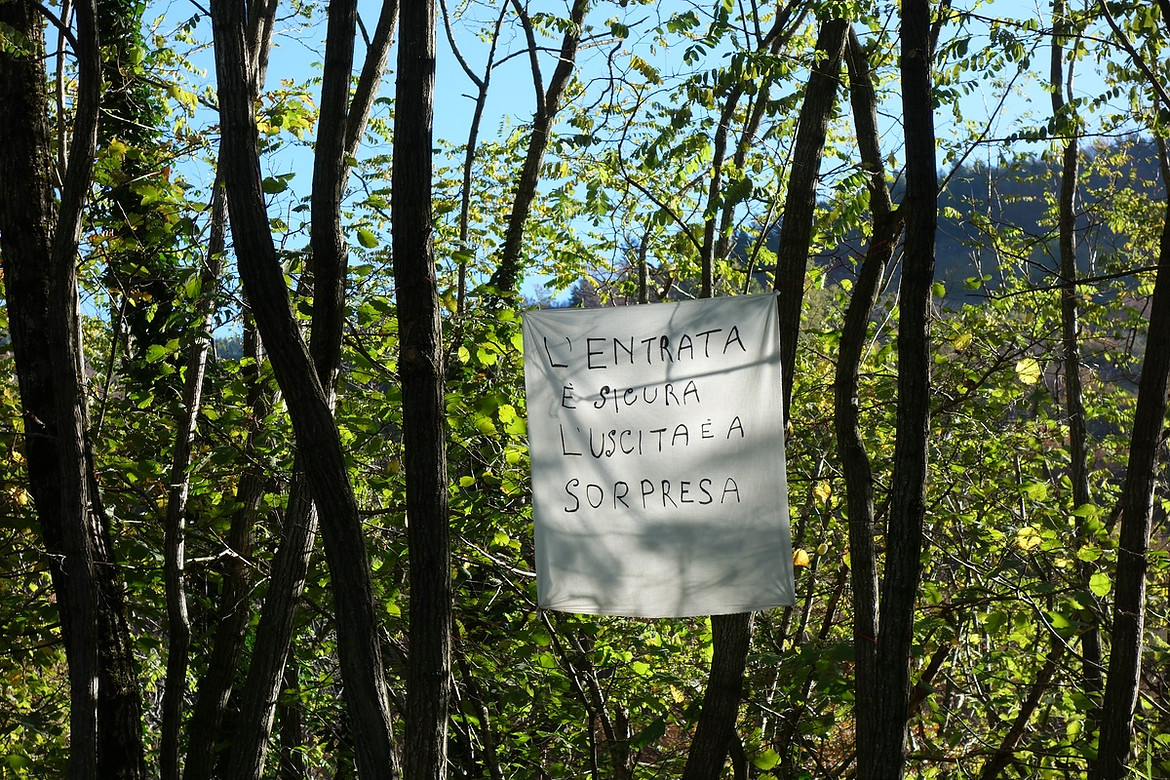 L'ENTRATA
È SICURA
L'USCITA È A
SORPRESA